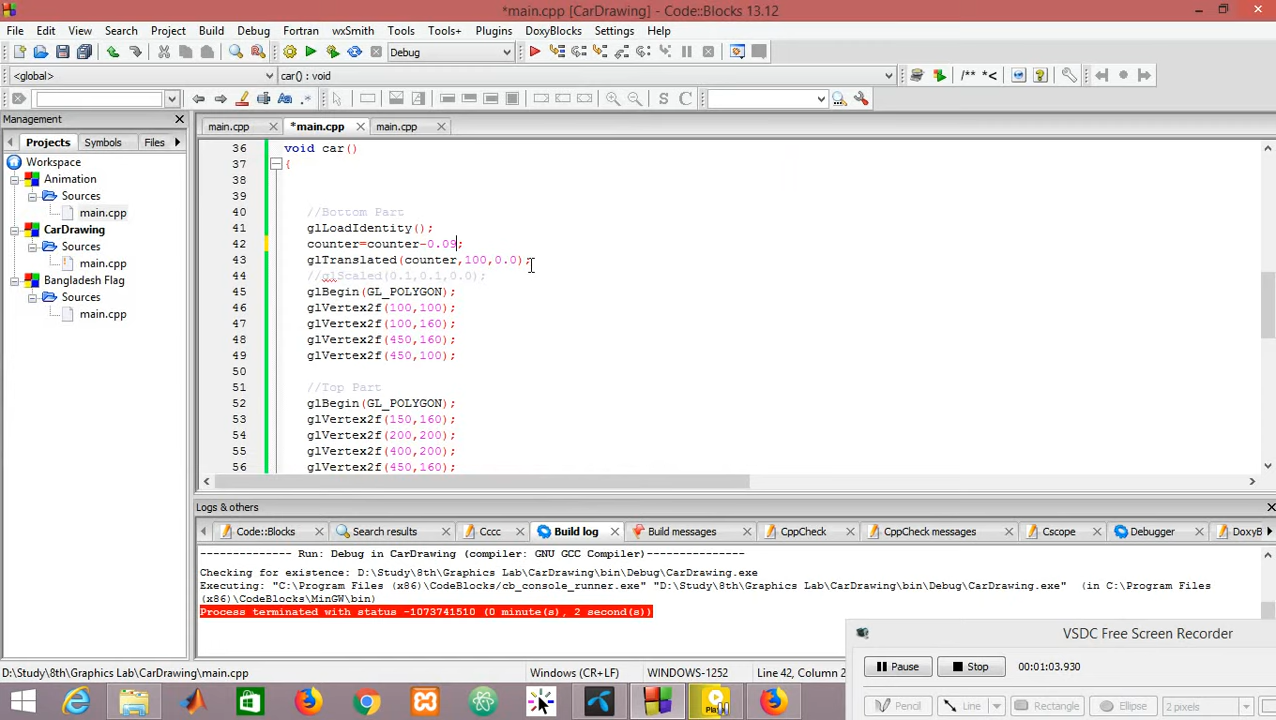 *main.cpp [CarDrawing] - Code::Blocks 13.12
File Edit View Search Project Build Debug Fortran wxSmith Tools Tools+ Plugins DoxyBlocks Settings Help
Debug
<global> car() : void
/** *<
S C
Management
Projects Symbols Files
Workspace
Animation
Sources
main.cpp
CarDrawing
Sources
main.cpp
Bangladesh Flag
Sources
main.cpp
main.cpp *main.cpp main.cpp
36 void car()
37 {
38
39
40 //Bottom Part
41 glLoadIdentity();
42 counter=counter-0.09;
43 glTranslated(counter,100,0.0);
44 //glScaled(0.1,0.1,0.0);
45 glBegin(GL_POLYGON);
46 glVertex2f(100,100);
47 glVertex2f(100,160);
48 glVertex2f(450,160);
49 glVertex2f(450,100);
50
51 //Top Part
52 glBegin(GL_POLYGON);
53 glVertex2f(150,160);
54 glVertex2f(200,200);
55 glVertex2f(400,200);
56 glVertex2f(450,160);
Logs & others
Code::Blocks Search results Cccc Build log Build messages CppCheck CppCheck messages Cscope Debugger DoxyB
-------------- Run: Debug in CarDrawing (compiler: GNU GCC Compiler)---------------
Checking for existence: D:\Study\8th\Graphics Lab\CarDrawing\bin\Debug\CarDrawing.exe
Executing: "C:\Program Files (x86)\CodeBlocks/cb_console_runner.exe" "D:\Study\8th\Graphics Lab\CarDrawing\bin\Debug\CarDrawing.exe"  (in C:\Program Files
(x86)\CodeBlocks\MinGW\bin)
Process terminated with status -1073741510 (0 minute(s), 2 second(s))
VSDC Free Screen Recorder
Pause Stop 00:01:03.930
Pencil Line Rectangle Ellipse 2 pixels
D:\Study\8th\Graphics Lab\CarDrawing\main.cpp Windows (CR+LF) WINDOWS-1252 Line 42, Column 2